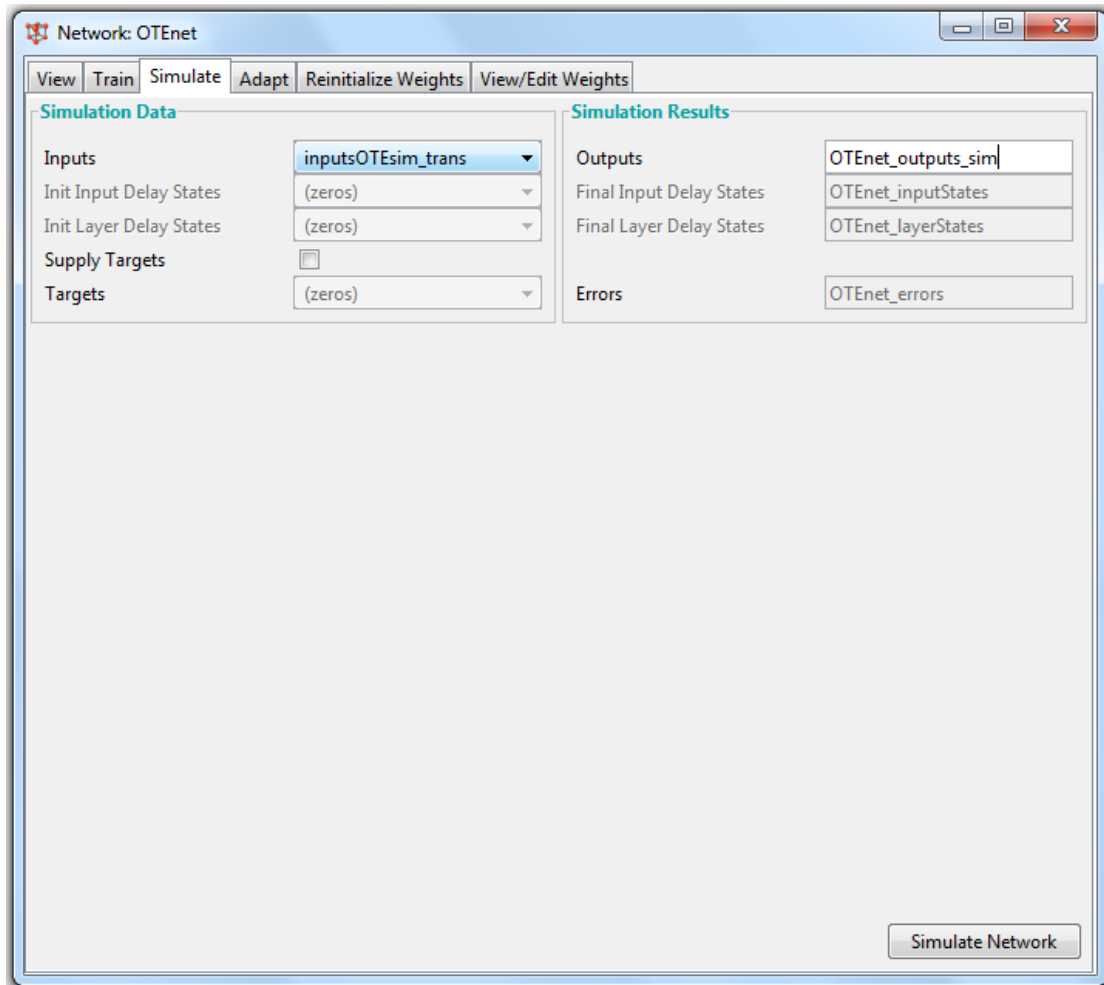 Network: OTEnet
View Train Simulate Adapt Reinitialize Weights View/Edit Weights
Simulation Data
Inputs inputsOTEsim_trans
Init Input Delay States (zeros)
Init Layer Delay States (zeros)
Supply Targets
Targets (zeros)
Simulation Results
Outputs OTEnet_outputs_sim
Final Input Delay States OTEnet_inputStates
Final Layer Delay States OTEnet_layerStates
Errors OTEnet_errors
Simulate Network